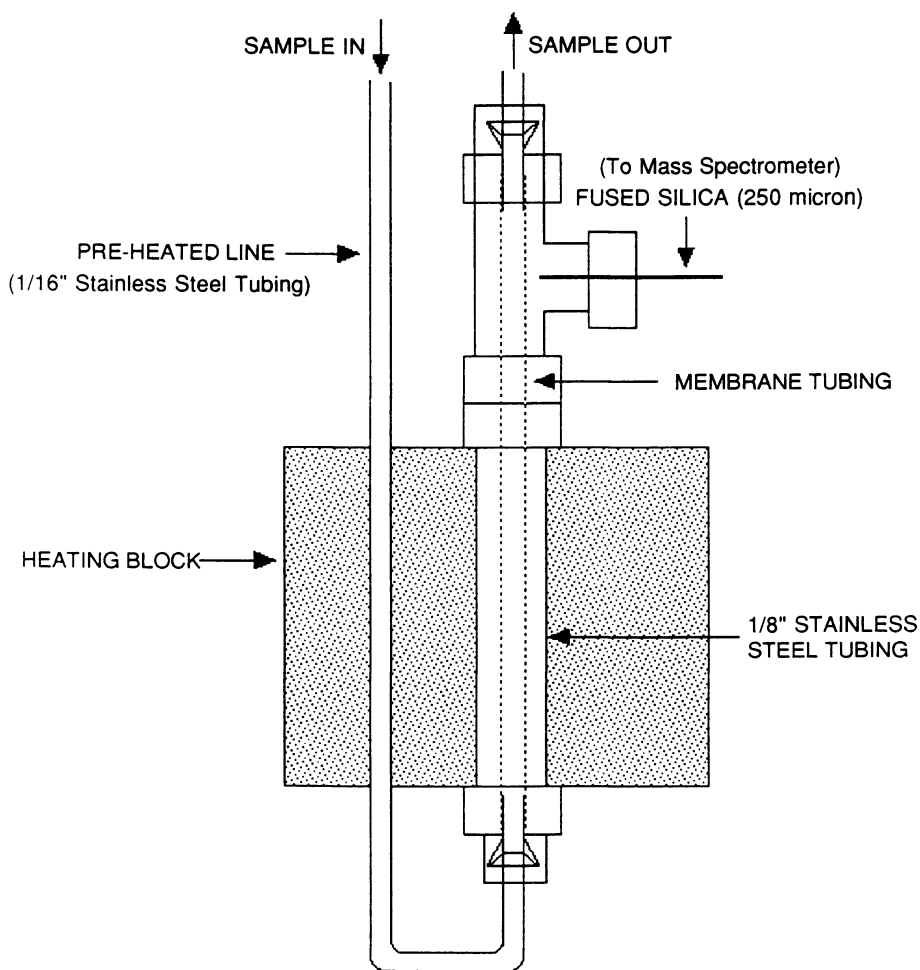 SAMPLE IN
SAMPLE OUT
(To Mass Spectrometer)
FUSED SILICA (250 micron)
PRE-HEATED LINE
(1/16" Stainless Steel Tubing)
MEMBRANE TUBING
HEATING BLOCK
1/8" STAINLESS
STEEL TUBING